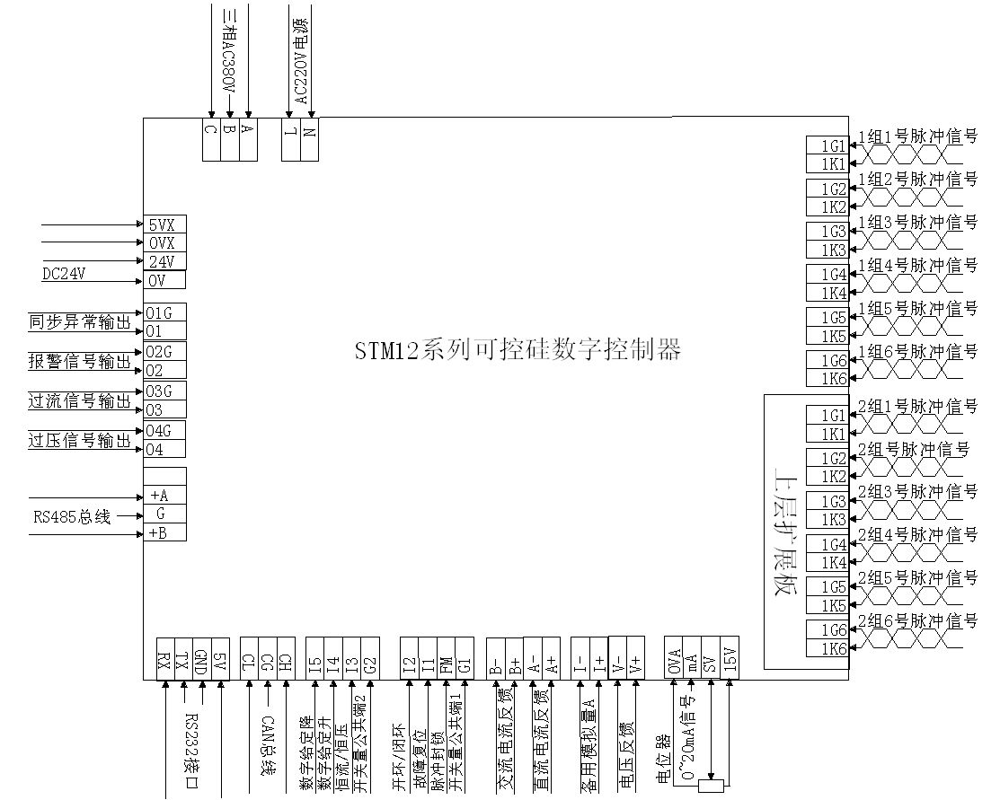 三相AC380V
AC220V电源
C
B
A
L
N
5VX
0VX
24V
DC24V
0V
同步异常输出
O1G
O1
报警信号输出
O2G
O2
过流信号输出
O3G
O3
过压信号输出
O4G
O4
+A
RS485总线
G
+B
STM12系列可控硅数字控制器
1G1
1K1
1组1号脉冲信号
1G2
1K2
1组2号脉冲信号
1G3
1K3
1组3号脉冲信号
1G4
1K4
1组4号脉冲信号
1G5
1K5
1组5号脉冲信号
1G6
1K6
1组6号脉冲信号
上层扩展板
1G1
1K1
2组1号脉冲信号
1G2
1K2
2组号脉冲信号
1G3
1K3
2组3号脉冲信号
1G4
1K4
2组4号脉冲信号
1G5
1K5
2组5号脉冲信号
1G6
1K6
2组6号脉冲信号
RX
TX
GND
5V
RS232接口
CL
CG
CH
CAN总线
I5
I4
I3
G2
数字给定降
数字给定升
恒流/恒压
开关量公共端2
I2
I1
FM
G1
开环/闭环
故障复位
脉冲封锁
开关量公共端1
B-
B+
交流电流反馈
A-
A+
直流电流反馈
I-
I+
备用模拟量A
V-
V+
电压反馈
0VA
mA
SV
15V
电位器
0~20mA信号